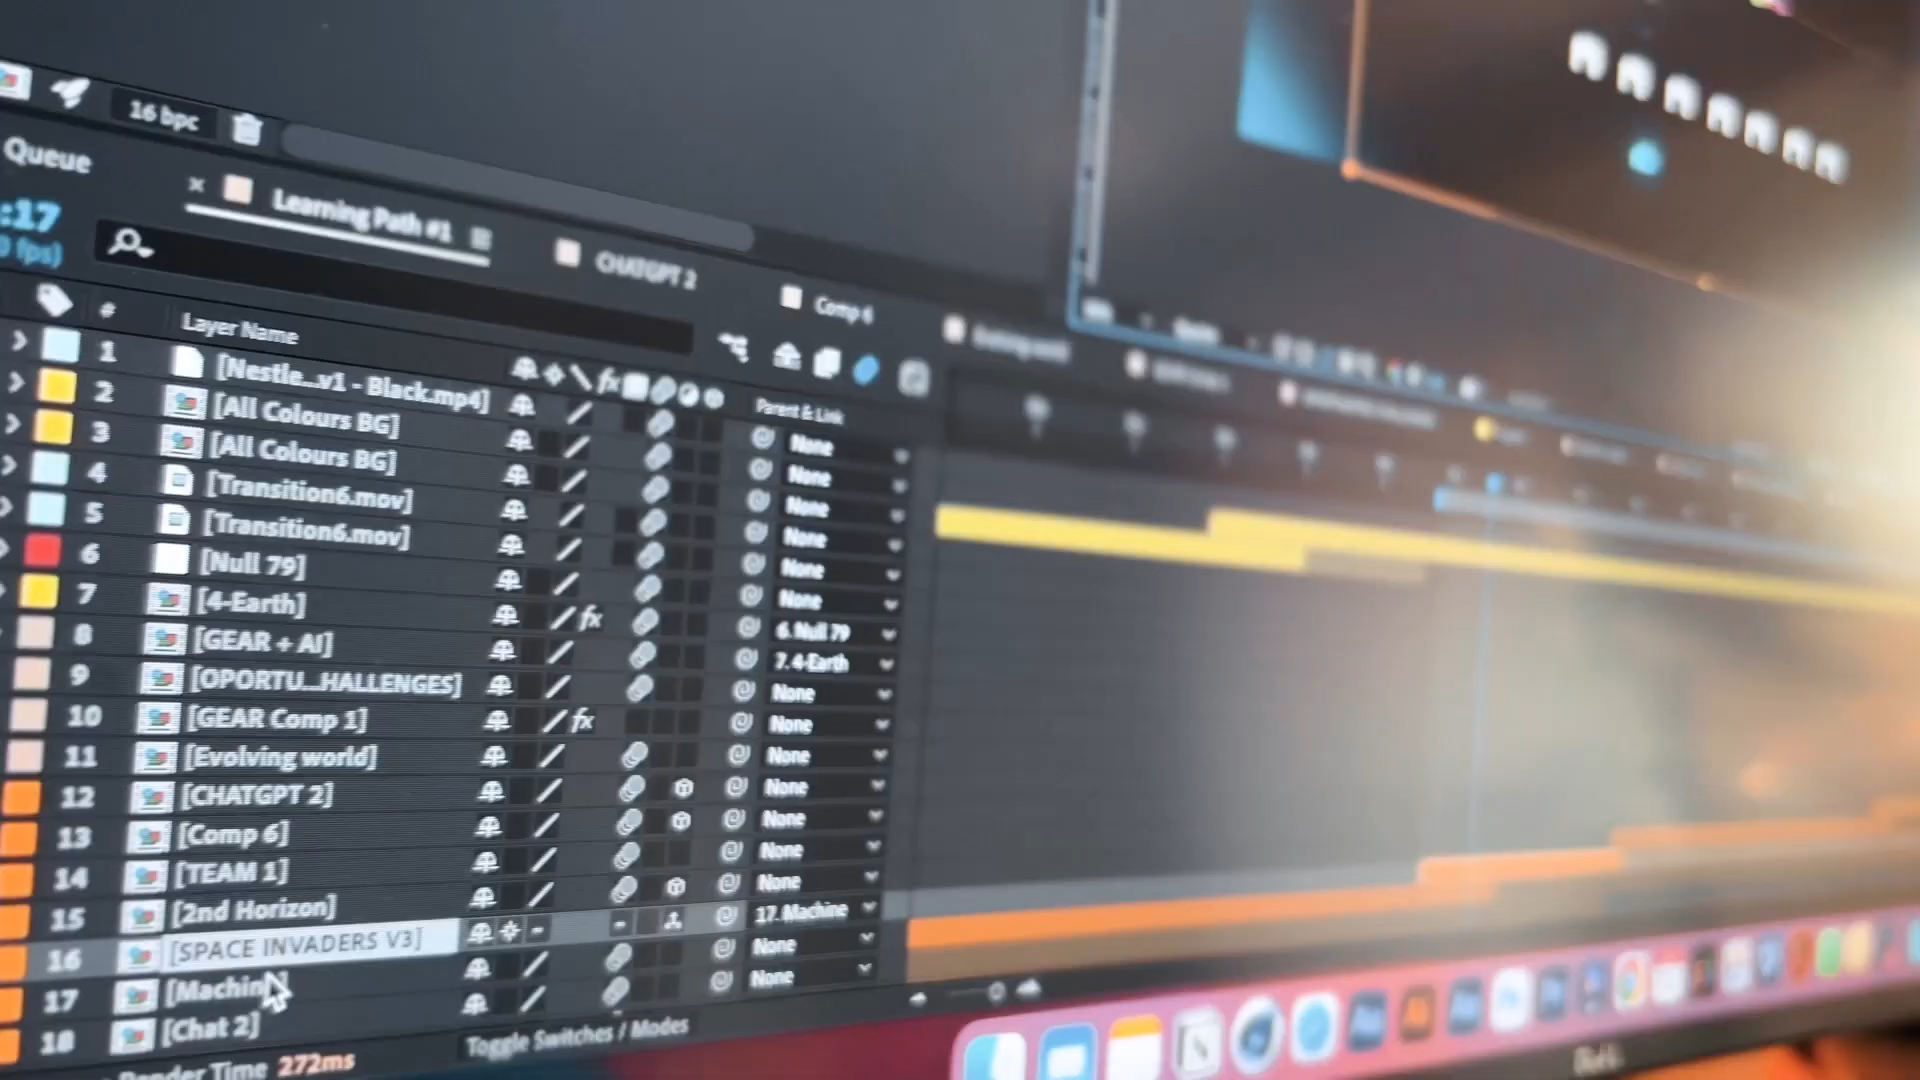 16 bpc
Queue
Learning Path #1
CHATGPT 2
Comp 6
:17
0 fps)
#
Layer Name
Parent & Link
1 [Nestle...v1 - Black.mp4] None
2 [All Colours BG] None
3 [All Colours BG] None
4 [Transition6.mov] None
5 [Transition6.mov] None
6 [Null 79] None
7 [4-Earth] fx 6. Null 79
8 [GEAR + AI] 7. 4-Earth
9 [OPORTU...HALLENGES] None
10 [GEAR Comp 1] fx None
11 [Evolving world] None
12 [CHATGPT 2] None
13 [Comp 6] None
14 [TEAM 1] None
15 [2nd Horizon] None
16 [SPACE INVADERS V3] 17. Machine
17 [Machin None
18 [Chat 2] None
Render Time 272ms
Toggle Switches / Modes